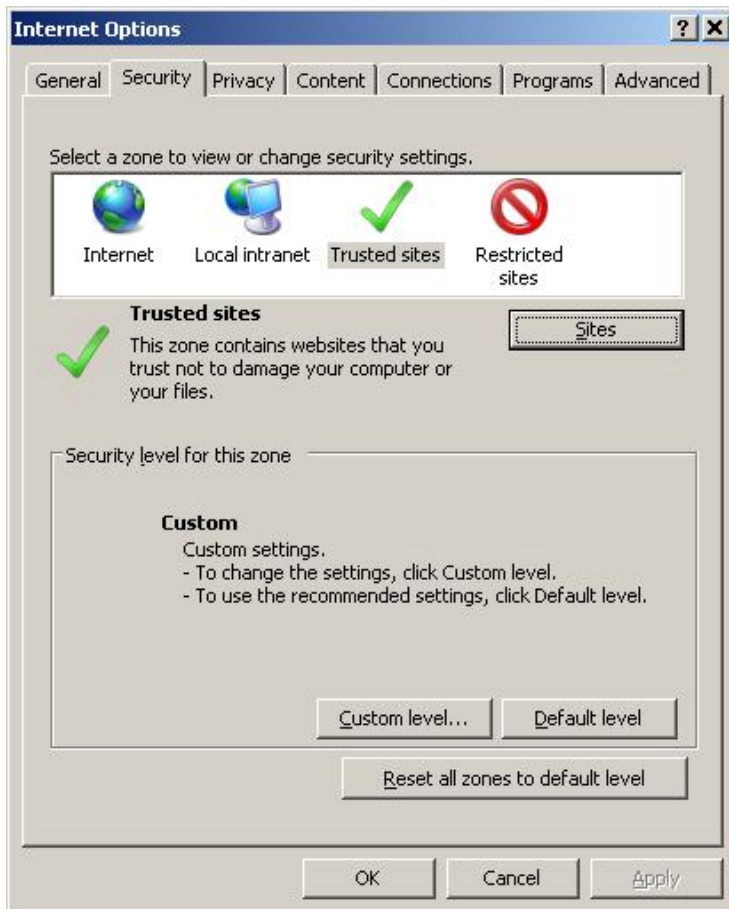 Internet Options
General Security Privacy Content Connections Programs Advanced
Select a zone to view or change security settings.
Internet Local intranet Trusted sites Restricted
sites
Trusted sites
Sites
This zone contains websites that you
trust not to damage your computer or
your files.
Security level for this zone
Custom
Custom settings.
- To change the settings, click Custom level.
- To use the recommended settings, click Default level.
Custom level... Default level
Reset all zones to default level
OK Cancel Apply